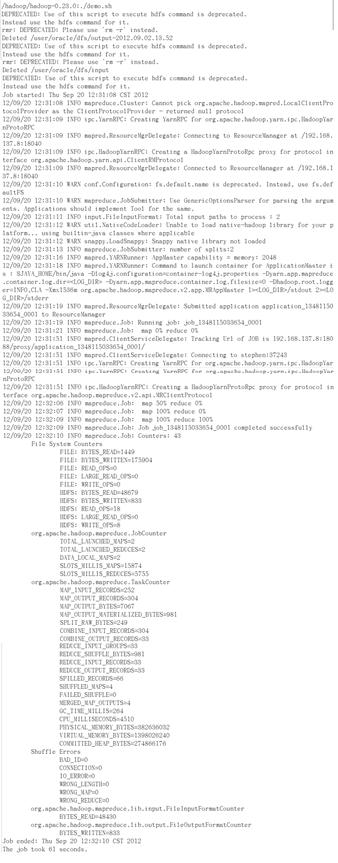 /hadoop/hadoop-0.23.0:./demo.sh
DEPRECATED: Use of this script to execute hdfs command is deprecated.
Instead use the hdfs command for it.
rmr: DEPRECATED: Please use `rm -r' instead.
Deleted /user/oracle/dfs/output-2012.09.02.13.52
DEPRECATED: Use of this script to execute hdfs command is deprecated.
Instead use the hdfs command for it.
rmr: DEPRECATED: Please use `rm -r' instead.
Deleted /user/oracle/dfs/input
DEPRECATED: Use of this script to execute hdfs command is deprecated.
Instead use the hdfs command for it.
Job started: Thu Sep 20 12:31:08 CST 2012
12/09/20 12:31:08 INFO mapreduce.Cluster: Cannot pick org.apache.hadoop.mapred.LocalClientPro
tocolProvider as the ClientProtocolProvider - returned null protocol
12/09/20 12:31:09 INFO ipc.YarnRPC: Creating YarnRPC for org.apache.hadoop.yarn.ipc.HadoopYar
nProtoRPC
12/09/20 12:31:09 INFO mapred.ResourceMgrDelegate: Connecting to ResourceManager at /192.168.
137.8:18040
12/09/20 12:31:09 INFO ipc.HadoopYarnRPC: Creating a HadoopYarnProtoRpc proxy for protocol in
terface org.apache.hadoop.yarn.api.ClientRMProtocol
12/09/20 12:31:09 INFO mapred.ResourceMgrDelegate: Connected to ResourceManager at /192.168.1
37.8:18040
12/09/20 12:31:10 WARN conf.Configuration: fs.default.name is deprecated. Instead, use fs.def
aultFS
12/09/20 12:31:10 WARN mapreduce.JobSubmitter: Use GenericOptionsParser for parsing the argum
ents. Applications should implement Tool for the same.
12/09/20 12:31:11 INFO input.FileInputFormat: Total input paths to process : 2
12/09/20 12:31:12 WARN util.NativeCodeLoader: Unable to load native-hadoop library for your p
latform... using builtin-java classes where applicable
12/09/20 12:31:12 WARN snappy.LoadSnappy: Snappy native library not loaded
12/09/20 12:31:13 INFO mapreduce.JobSubmitter: number of splits:2
12/09/20 12:31:16 INFO mapred.YARNRunner: AppMaster capability = memory: 2048
12/09/20 12:31:18 INFO mapred.YARNRunner: Command to launch container for ApplicationMaster i
s : $JAVA_HOME/bin/java -Dlog4j.configuration=container-log4j.properties -Dyarn.app.mapreduce
.container.log.dir=<LOG_DIR> -Dyarn.app.mapreduce.container.log.filesize=0 -Dhadoop.root.logg
er=INFO,CLA -Xmx1536m org.apache.hadoop.mapreduce.v2.app.MRAppMaster 1><LOG_DIR>/stdout 2><LO
G_DIR>/stderr
12/09/20 12:31:19 INFO mapred.ResourceMgrDelegate: Submitted application application_13481150
33654_0001 to ResourceManager
12/09/20 12:31:19 INFO mapreduce.Job: Running job: job_1348115033654_0001
12/09/20 12:31:21 INFO mapreduce.Job:  map 0% reduce 0%
12/09/20 12:31:51 INFO mapred.ClientServiceDelegate: Tracking Url of JOB is 192.168.137.8:180
88/proxy/application_1348115033654_0001/
12/09/20 12:31:51 INFO mapred.ClientServiceDelegate: Connecting to stephen:37243
12/09/20 12:31:51 INFO ipc.YarnRPC: Creating YarnRPC for org.apache.hadoop.yarn.ipc.HadoopYar
12/09/20 12:31:51 INFO ipc.YarnRPC: Creating YarnRPC for org.apache.hadoop.yarn.ipc.HadoopYar
nProtoRPC
12/09/20 12:31:51 INFO ipc.HadoopYarnRPC: Creating a HadoopYarnProtoRpc proxy for protocol in
terface org.apache.hadoop.mapreduce.v2.api.MRClientProtocol
12/09/20 12:32:06 INFO mapreduce.Job:  map 50% reduce 0%
12/09/20 12:32:07 INFO mapreduce.Job:  map 100% reduce 0%
12/09/20 12:32:09 INFO mapreduce.Job:  map 100% reduce 100%
12/09/20 12:32:09 INFO mapreduce.Job: Job job_1348115033654_0001 completed successfully
12/09/20 12:32:10 INFO mapreduce.Job: Counters: 43
File System Counters
FILE: BYTES_READ=1449
FILE: BYTES_WRITTEN=175904
FILE: READ_OPS=0
FILE: LARGE_READ_OPS=0
FILE: WRITE_OPS=0
HDFS: BYTES_READ=48679
HDFS: BYTES_WRITTEN=833
HDFS: READ_OPS=18
HDFS: LARGE_READ_OPS=0
HDFS: WRITE_OPS=8
org.apache.hadoop.mapreduce.JobCounter
TOTAL_LAUNCHED_MAPS=2
TOTAL_LAUNCHED_REDUCES=2
DATA_LOCAL_MAPS=2
SLOTS_MILLIS_MAPS=15874
SLOTS_MILLIS_REDUCES=5755
org.apache.hadoop.mapreduce.TaskCounter
MAP_INPUT_RECORDS=252
MAP_OUTPUT_RECORDS=304
MAP_OUTPUT_BYTES=7067
MAP_OUTPUT_MATERIALIZED_BYTES=981
SPLIT_RAW_BYTES=249
COMBINE_INPUT_RECORDS=304
COMBINE_OUTPUT_RECORDS=33
REDUCE_INPUT_GROUPS=33
REDUCE_SHUFFLE_BYTES=981
REDUCE_INPUT_RECORDS=33
REDUCE_OUTPUT_RECORDS=33
SPILLED_RECORDS=66
SHUFFLED_MAPS=4
FAILED_SHUFFLE=0
MERGED_MAP_OUTPUTS=4
GC_TIME_MILLIS=264
CPU_MILLISECONDS=4510
PHYSICAL_MEMORY_BYTES=382636032
VIRTUAL_MEMORY_BYTES=1398026240
COMMITTED_HEAP_BYTES=274866176
Shuffle Errors
BAD_ID=0
CONNECTION=0
IO_ERROR=0
WRONG_LENGTH=0
WRONG_MAP=0
WRONG_REDUCE=0
org.apache.hadoop.mapreduce.lib.input.FileInputFormatCounter
BYTES_READ=48430
org.apache.hadoop.mapreduce.lib.output.FileOutputFormatCounter
BYTES_WRITTEN=833
Job ended: Thu Sep 20 12:32:10 CST 2012
The job took 61 seconds.